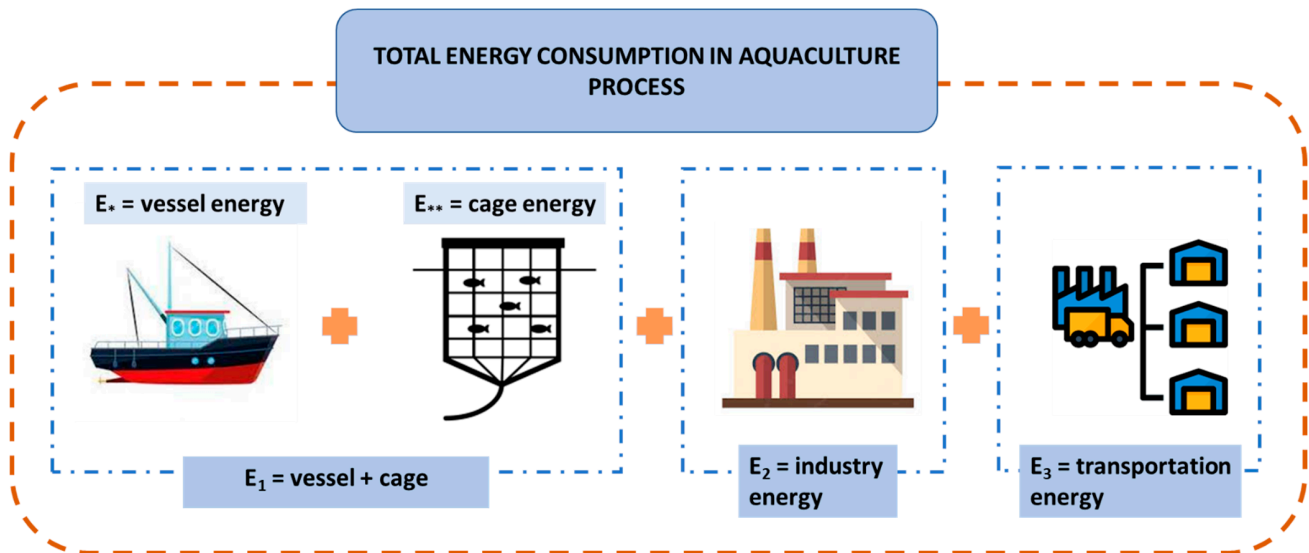 TOTAL ENERGY CONSUMPTION IN AQUACULTURE
PROCESS
E* = vessel energy
E** = cage energy
E₁ = vessel + cage
E₂ = industry
energy
E₃ = transportation
energy